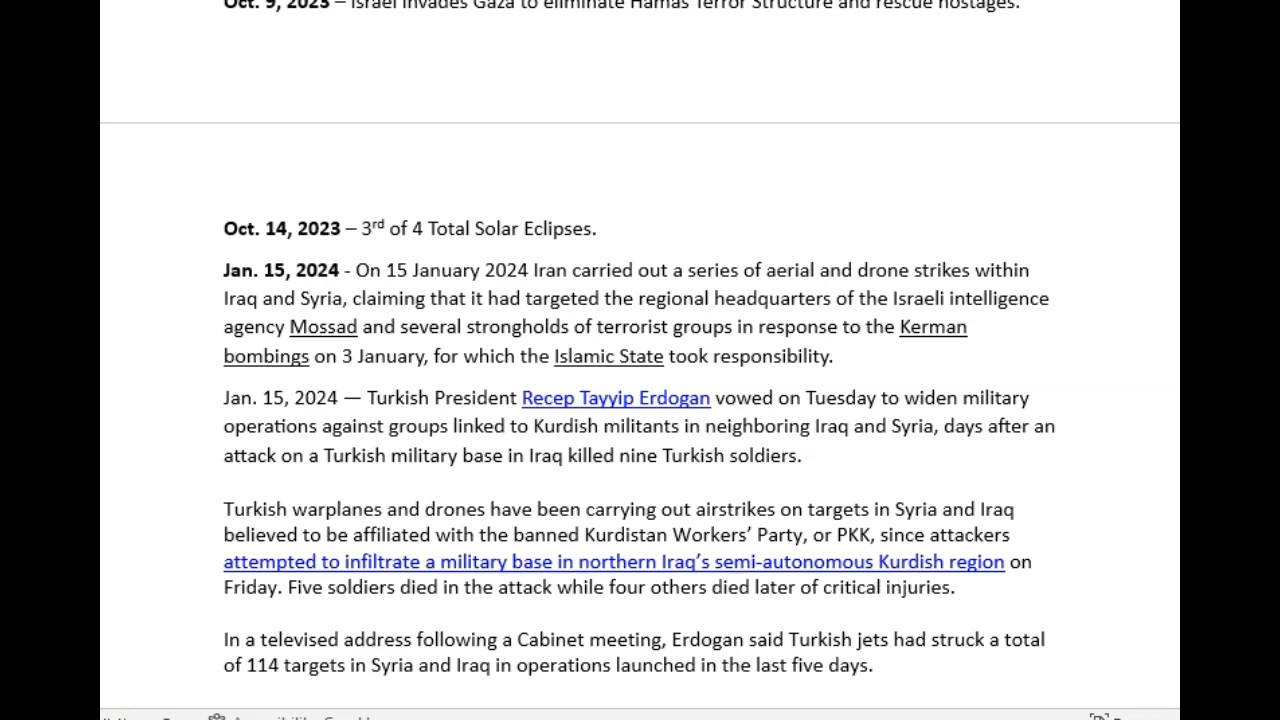 Oct. 9, 2023 – Israel invades Gaza to eliminate Hamas Terror Structure and rescue hostages.
Oct. 14, 2023 – 3rd of 4 Total Solar Eclipses.
Jan. 15, 2024 - On 15 January 2024 Iran carried out a series of aerial and drone strikes within
Iraq and Syria, claiming that it had targeted the regional headquarters of the Israeli intelligence
agency Mossad and several strongholds of terrorist groups in response to the Kerman
bombings on 3 January, for which the Islamic State took responsibility.
Jan. 15, 2024 — Turkish President Recep Tayyip Erdogan vowed on Tuesday to widen military
operations against groups linked to Kurdish militants in neighboring Iraq and Syria, days after an
attack on a Turkish military base in Iraq killed nine Turkish soldiers.
Turkish warplanes and drones have been carrying out airstrikes on targets in Syria and Iraq
believed to be affiliated with the banned Kurdistan Workers’ Party, or PKK, since attackers
attempted to infiltrate a military base in northern Iraq’s semi-autonomous Kurdish region on
Friday. Five soldiers died in the attack while four others died later of critical injuries.
In a televised address following a Cabinet meeting, Erdogan said Turkish jets had struck a total
of 114 targets in Syria and Iraq in operations launched in the last five days.